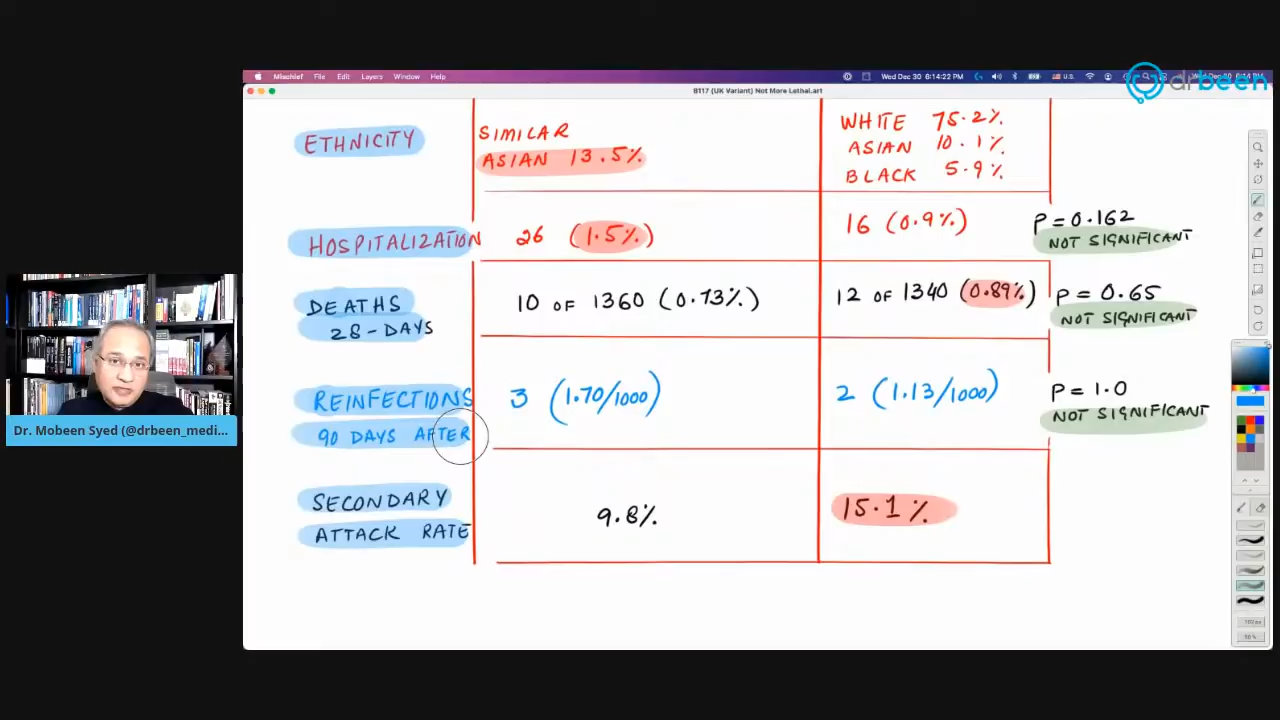 Mischief File Edit Layers Window Help
Wed Dec 30 6:14:22 PM
U.S.
drbeen
B117 (UK Variant) Not More Lethal.art
ETHNICITY
SIMILAR
ASIAN 13.5%
WHITE 75.2%
ASIAN 10.1%
BLACK 5.9%
HOSPITALIZATION
26 (1.5%)
16 (0.9%)
P = 0.162
NOT SIGNIFICANT
DEATHS
28-DAYS
10 OF 1360 (0.73%)
12 OF 1340 (0.89%)
P = 0.65
NOT SIGNIFICANT
REINFECTIONS
90 DAYS AFTER
3 (1.70/1000)
2 (1.13/1000)
P = 1.0
NOT SIGNIFICANT
Dr. Mobeen Syed (@drbeen_medi...
SECONDARY
ATTACK RATE
9.8%
15.1%